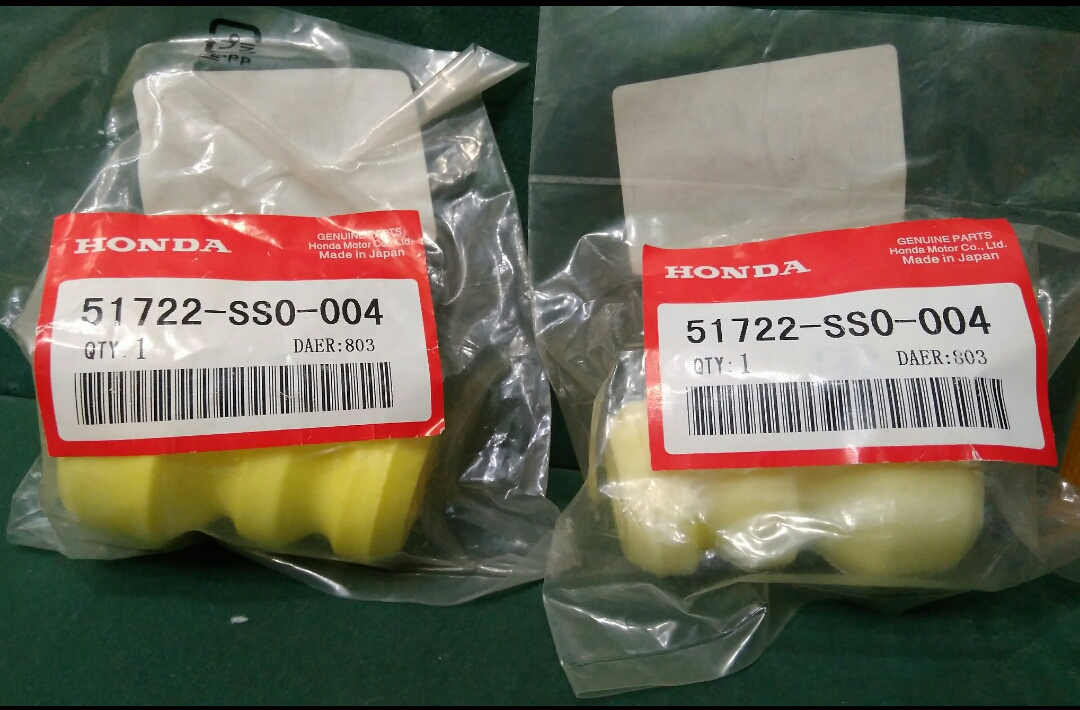 HONDA
GENUINE PARTS
Honda Motor Co., Ltd.
Made in Japan
51722-SS0-004
QTY:1 DAER:803
HONDA
GENUINE PARTS
Honda Motor Co., Ltd.
Made in Japan
51722-SS0-004
QTY:1 DAER:803